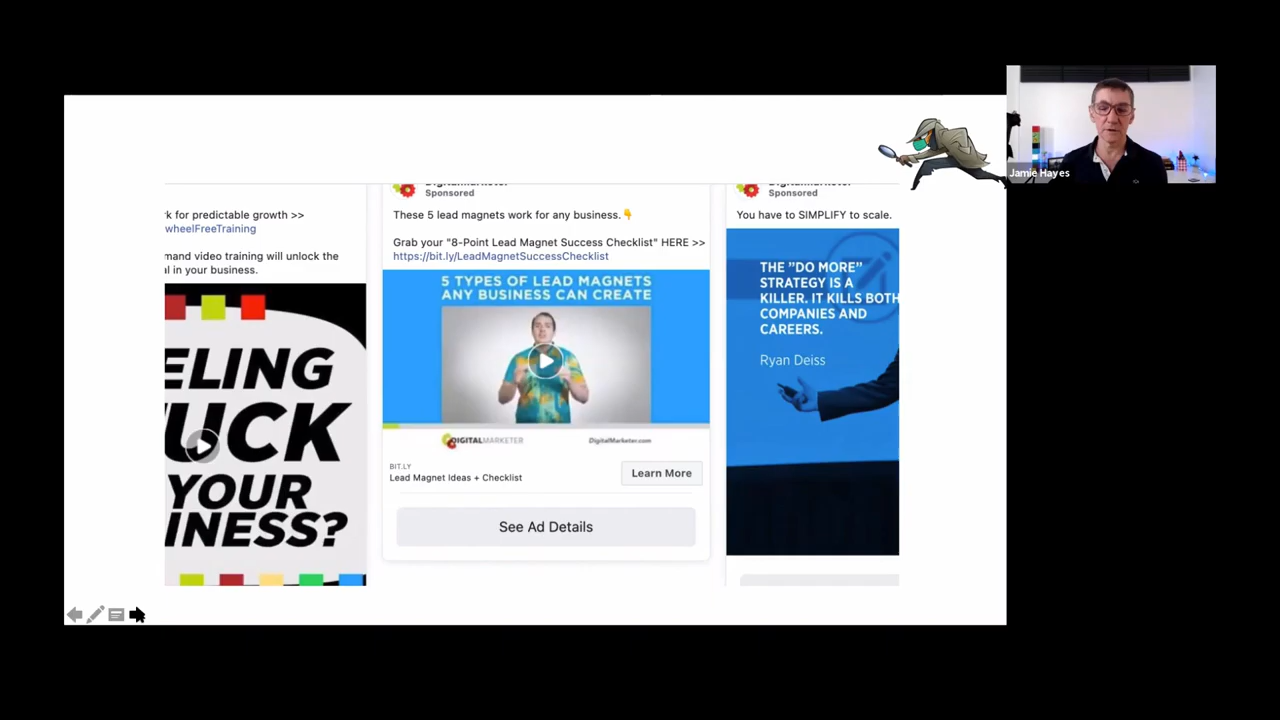 Jamie Hayes
Sponsored
Sponsored
k for predictable growth >>
wheelFreeTraining
mand video training will unlock the
l in your business.
ELING
UCK
YOUR
INESS?
These 5 lead magnets work for any business.👇
Grab your "8-Point Lead Magnet Success Checklist" HERE >>
https://bit.ly/LeadMagnetSuccessChecklist
5 TYPES OF LEAD MAGNETS
ANY BUSINESS CAN CREATE
DIGITALMARKETER
DigitalMarketer.com
BIT.LY
Lead Magnet Ideas + Checklist
Learn More
See Ad Details
You have to SIMPLIFY to scale.
THE "DO MORE"
STRATEGY IS A
KILLER. IT KILLS BOTH
COMPANIES AND
CAREERS.
Ryan Deiss